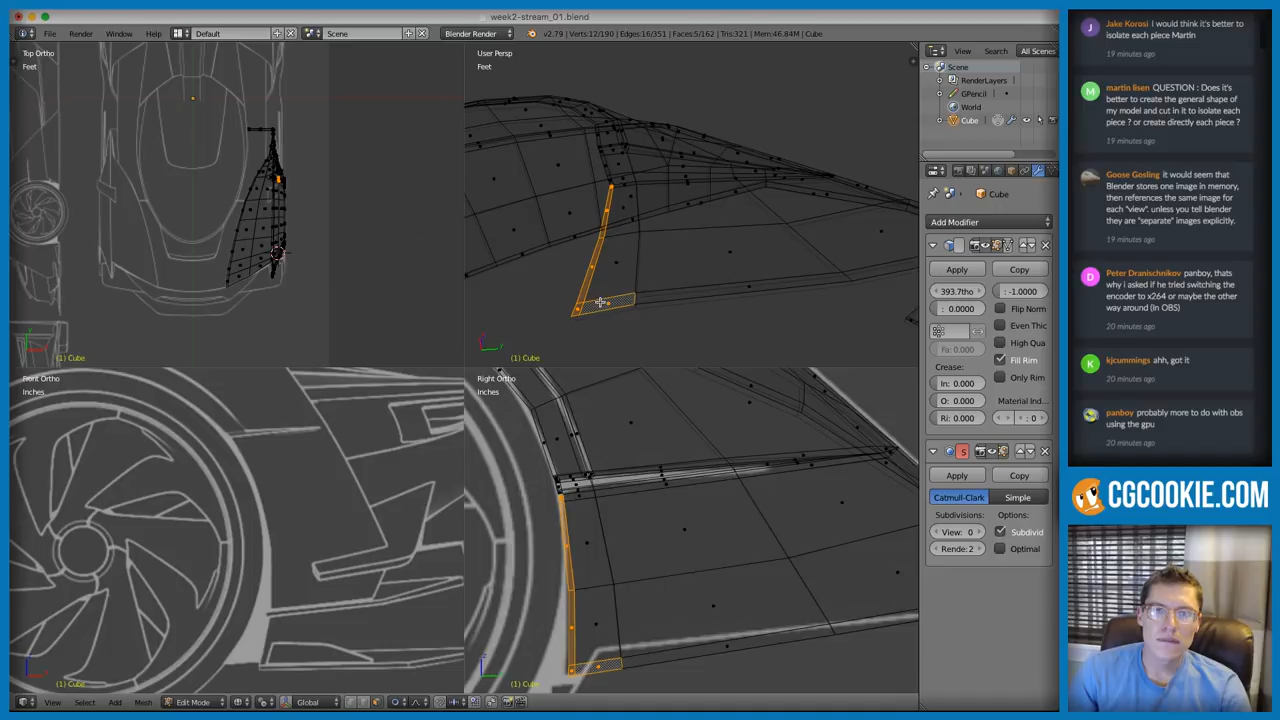 week2-stream_01.blend
File Render Window Help Default Scene Blender Render v2.79 | Verts:12/190 | Edges:16/351 | Faces:5/162 | Tris:321 | Mem:46.84M | Cube
Top Ortho
Feet
(1) Cube
User Persp
Feet
(1) Cube
Front Ortho
Inches
(1) Cube
Right Ortho
Inches
(1) Cube
View Select Add Mesh Edit Mode Global
View Search All Scenes
Scene
RenderLayers
GPencil
World
Cube
Cube
Add Modifier
Apply Copy
393.7tho : -1.0000
: 0.0000 Flip Norm
Even Thic
High Qua
Fa: 0.000 Fill Rim
Crease: Only Rim
In: 0.000 Material Ind
O: 0.000
Ri: 0.000 : 0
S
Apply Copy
Catmull-Clark Simple
Subdivisions: Options:
View: 0 Subdivid
Rende: 2 Optimal
J
Jake Korosi I would think it's better to
isolate each piece Martin
19 minutes ago
M
martin lisen QUESTION : Does it's
better to create the general shape of
my model and cut in it to isolate each
piece ? or create directly each piece ?
19 minutes ago
Goose Gosling it would seem that
Blender stores one image in memory,
then references the same image for
each "view". unless you tell blender
they are "separate" images explicitly.
19 minutes ago
P
Peter Dranischnikov panboy, thats
why i asked if he tried switching the
encoder to x264 or maybe the other
way around (in OBS)
20 minutes ago
K
kjcummings ahh, got it
20 minutes ago
panboy probably more to do with obs
using the gpu
20 minutes ago
CGCOOKIE.COM